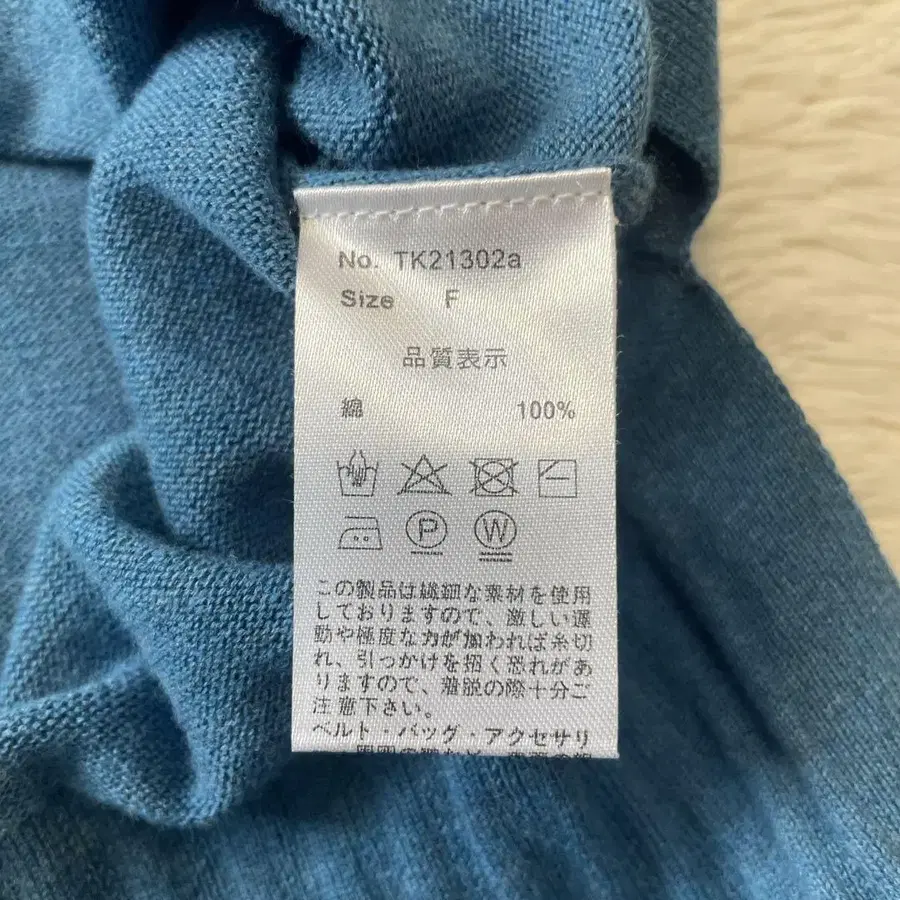 No. TK21302a
Size F
品質表示
綿 100%
P W
この製品は繊細な素材を使用
しておりますので、激しい運
動や極度な力が加われば糸切
れ、引っかけを招く恐れがあ
りますので、着脱の際十分ご
注意下さい。
ベルト・バッグ・アクセサリ